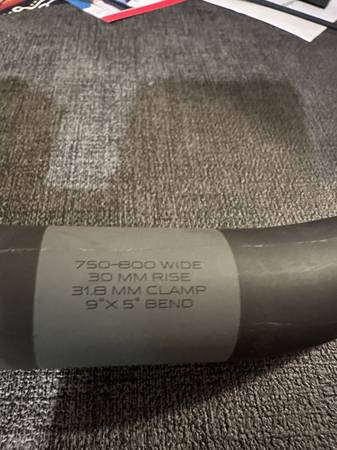 750-800 WIDE
30 MM RISE
31.8 MM CLAMP
9°X 5° BEND